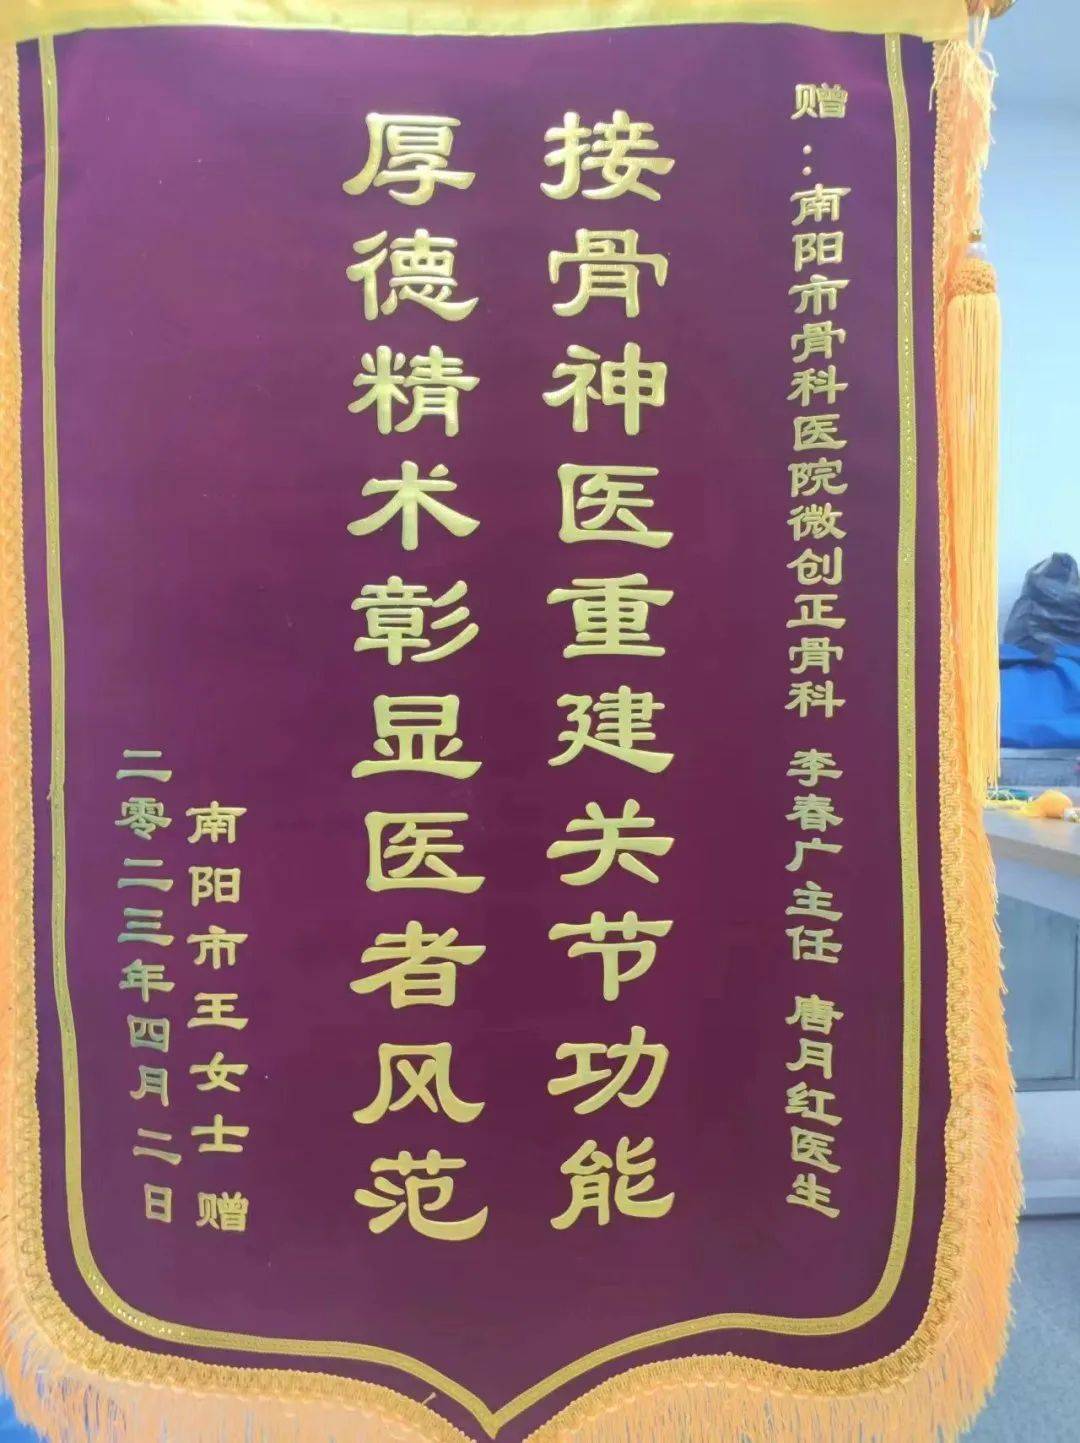 赠：南阳市骨科医院微创正骨科 李春广主任 唐月红医生
接骨神医重建关节功能
厚德精术彰显医者风范
南阳市王女士 赠
二零二三年四月二日